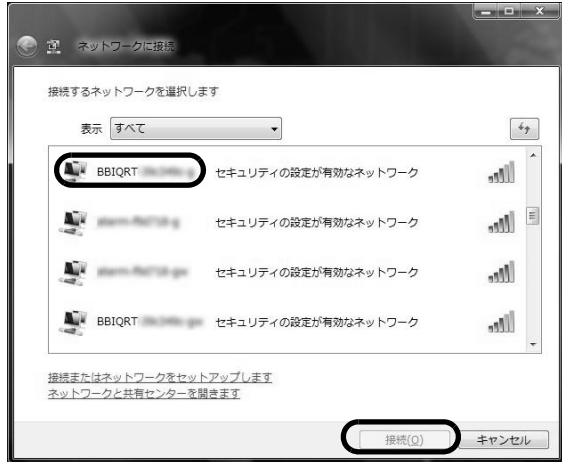 ネットワークに接続
接続するネットワークを選択します
表示 すべて
BBIQRT セキュリティの設定が有効なネットワーク
セキュリティの設定が有効なネットワーク
セキュリティの設定が有効なネットワーク
BBIQRT セキュリティの設定が有効なネットワーク
接続またはネットワークをセットアップします
ネットワークと共有センターを開きます
接続(O) キャンセル